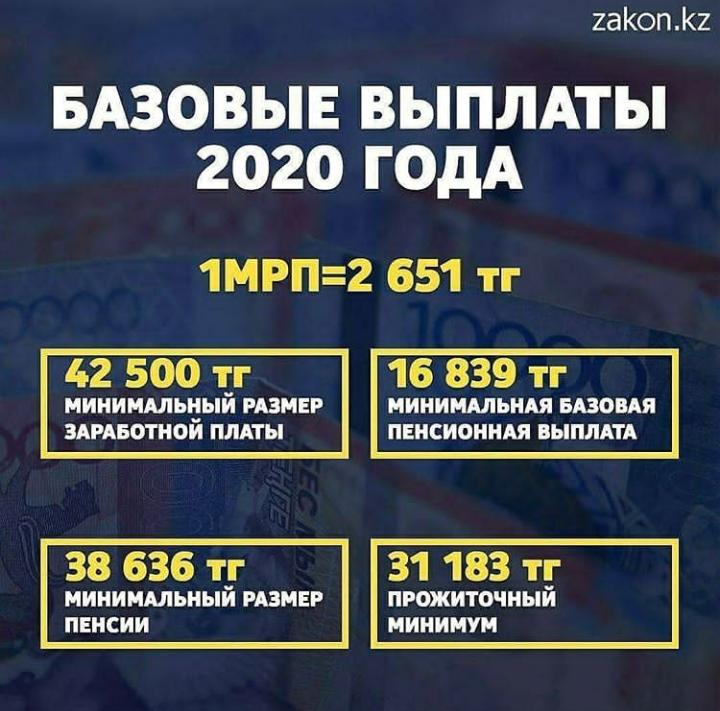 zakon.kz
БАЗОВЫЕ ВЫПЛАТЫ
2020 ГОДА
1МРП=2 651 тг
42 500 тг
МИНИМАЛЬНЫЙ РАЗМЕР
ЗАРАБОТНОЙ ПЛАТЫ
16 839 тг
МИНИМАЛЬНАЯ БАЗОВАЯ
ПЕНСИОННАЯ ВЫПЛАТА
38 636 тг
МИНИМАЛЬНЫЙ РАЗМЕР
ПЕНСИИ
31 183 тг
ПРОЖИТОЧНЫЙ
МИНИМУМ
10000